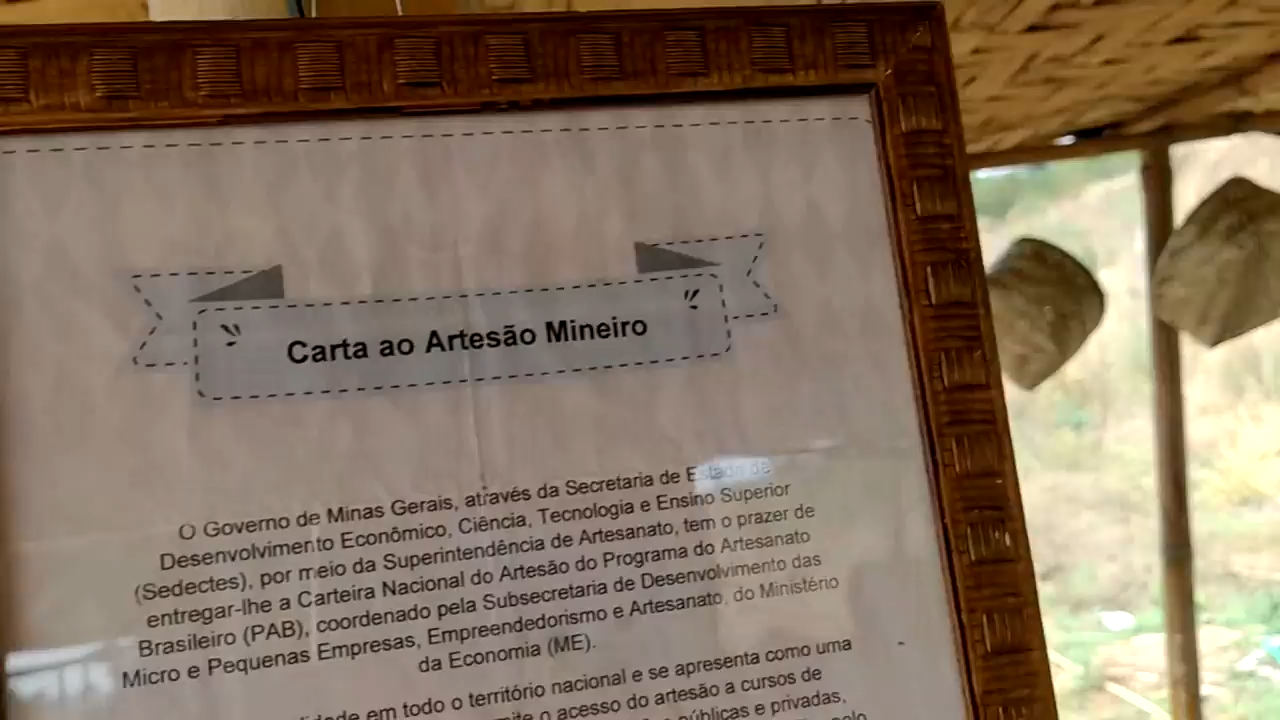 Carta ao Artesão Mineiro
O Governo de Minas Gerais, através da Secretaria de Estado de
Desenvolvimento Econômico, Ciência, Tecnologia e Ensino Superior
(Sedectes), por meio da Superintendência de Artesanato, tem o prazer de
entregar-lhe a Carteira Nacional do Artesão do Programa do Artesanato
Brasileiro (PAB), coordenado pela Subsecretaria de Desenvolvimento das
Micro e Pequenas Empresas, Empreendedorismo e Artesanato, do Ministério
da Economia (ME).
em todo o território nacional e se apresenta como uma
o acesso do artesão a cursos de
públicas e privadas,